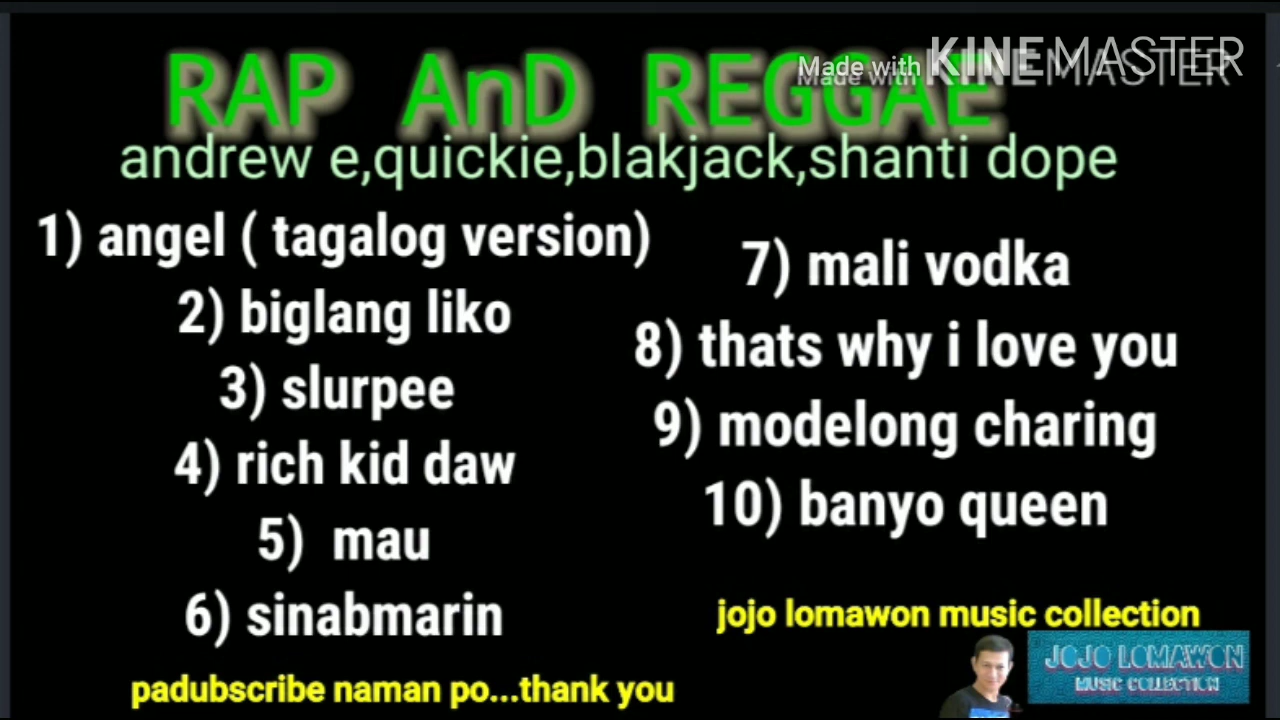 RAP AnD REGGAE
Made with KINEMASTER
andrew e,quickie,blakjack,shanti dope
1) angel ( tagalog version)
2) biglang liko
3) slurpee
4) rich kid daw
5) mau
6) sinabmarin
7) mali vodka
8) thats why i love you
9) modelong charing
10) banyo queen
jojo lomawon music collection
JOJO LOMAWON
MUSIC COLLECTION
padubscribe naman po...thank you